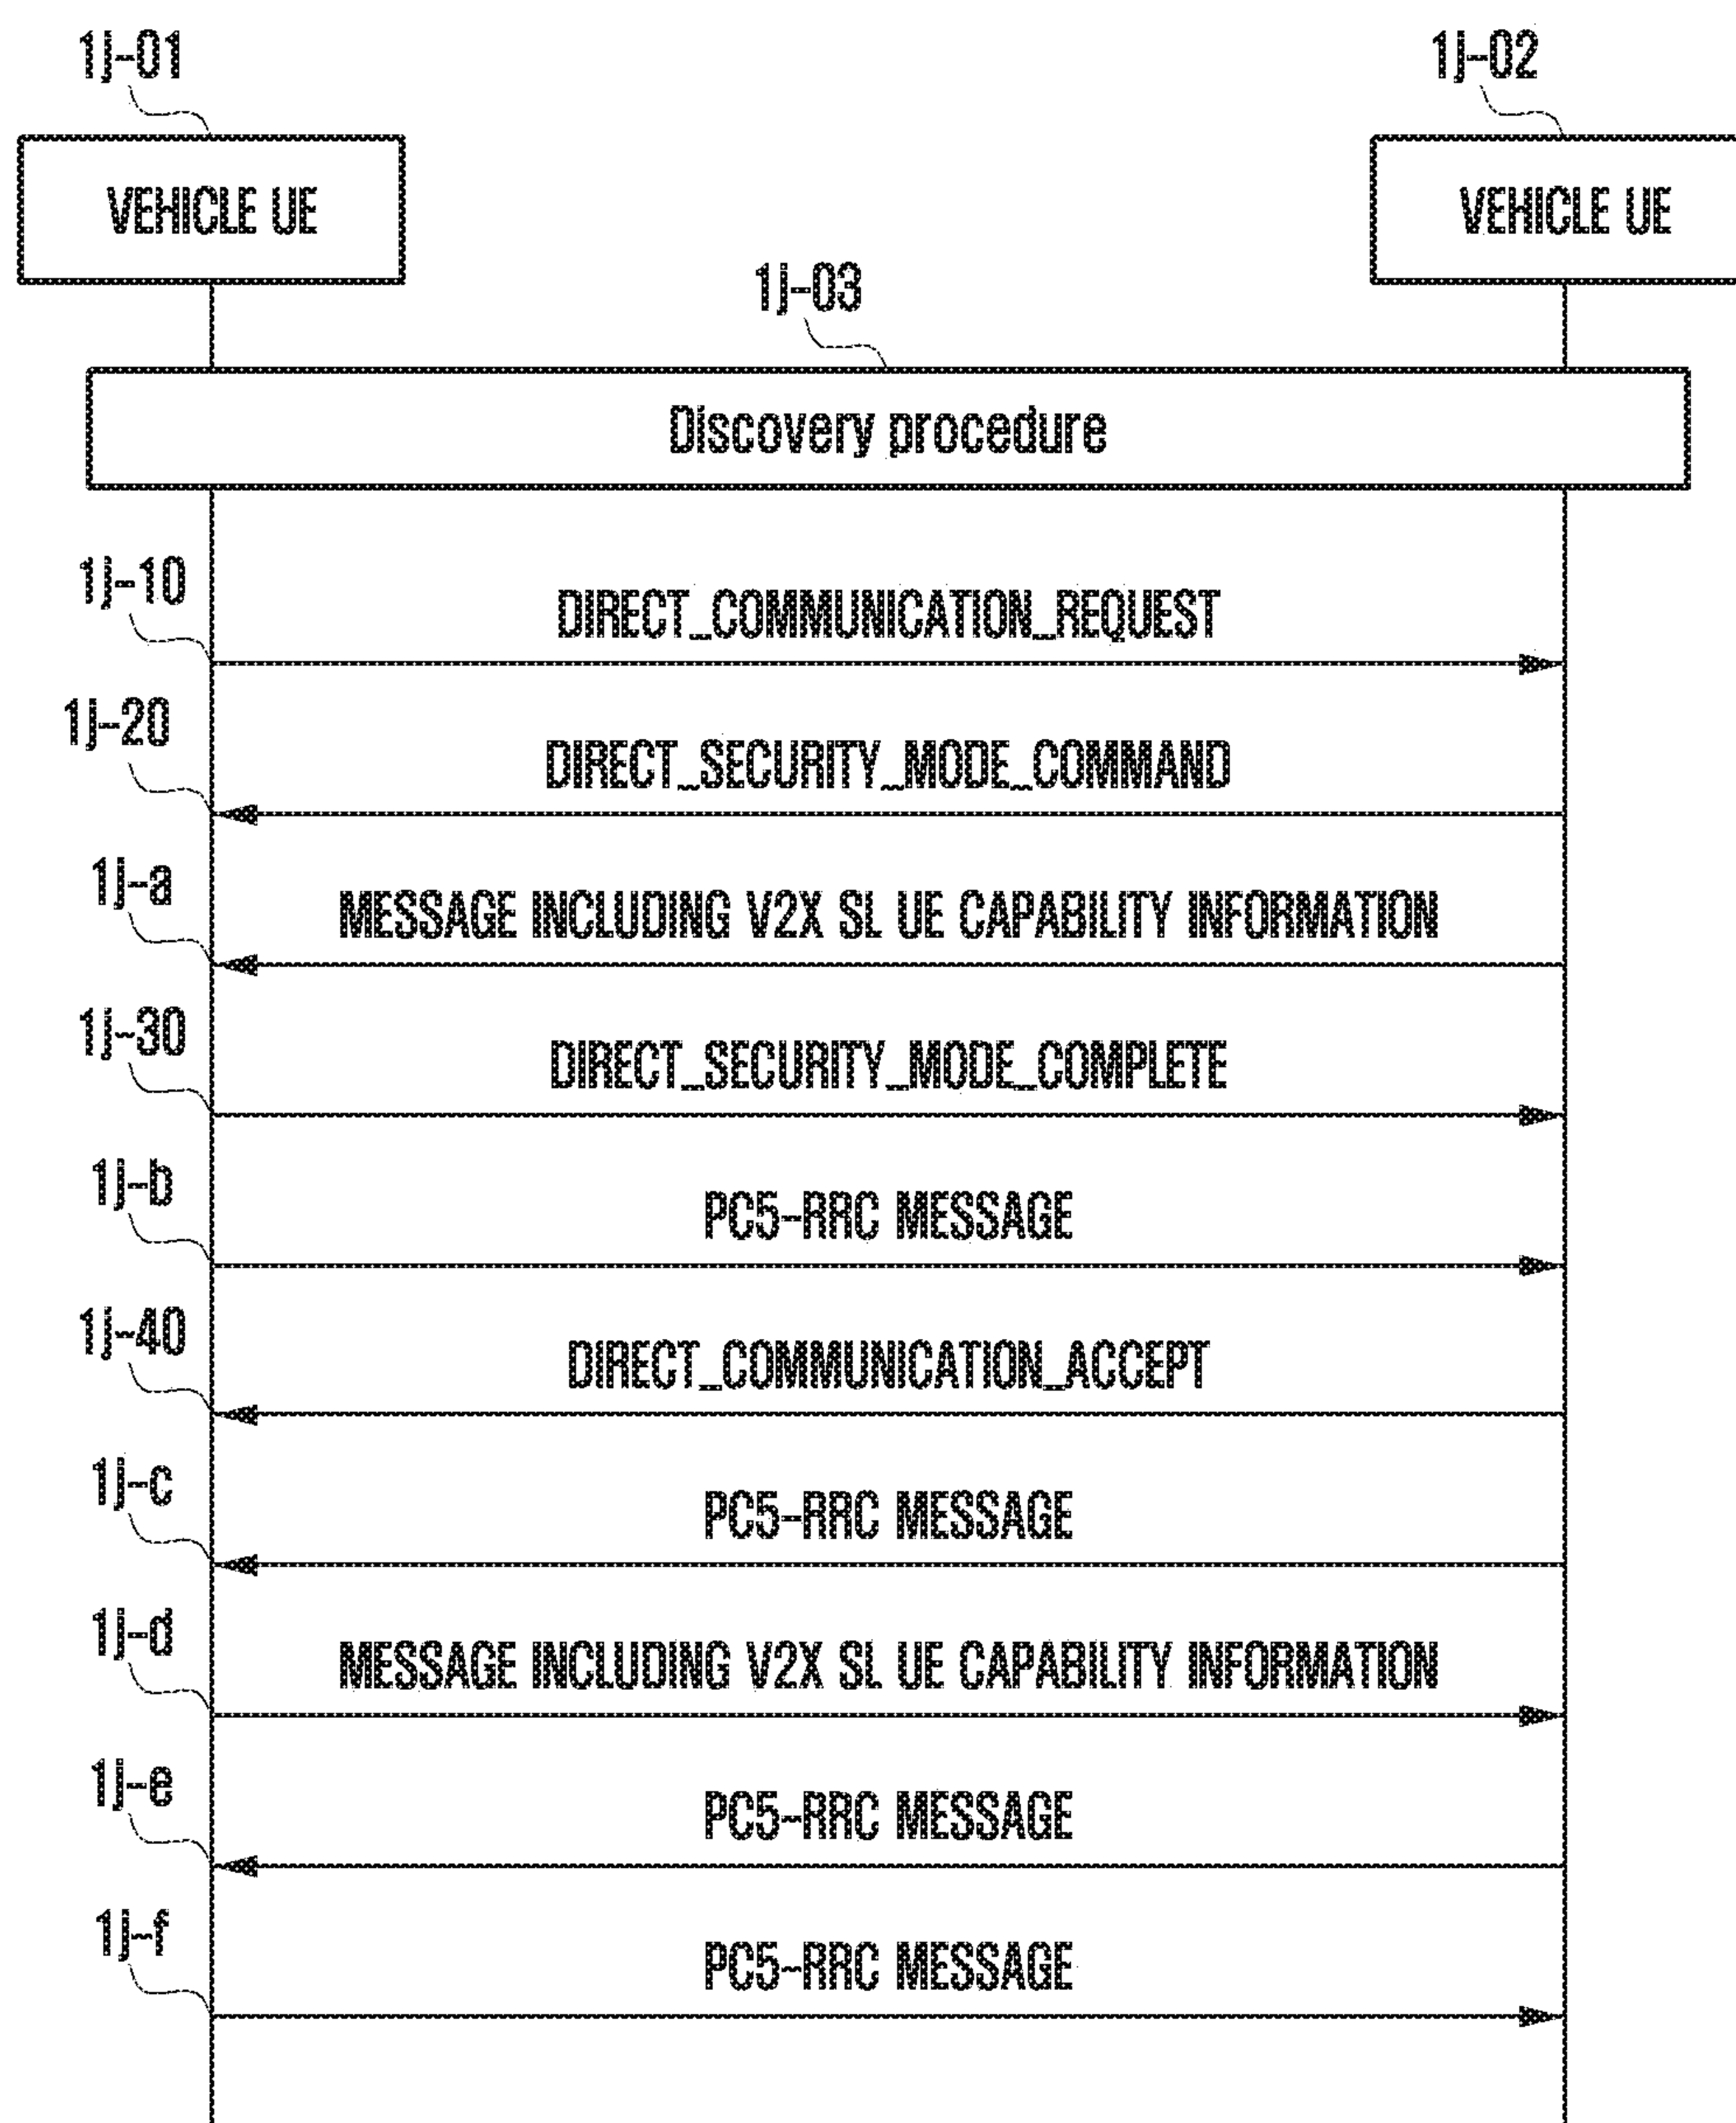 1j-01
1j-02
VEHICLE UE
VEHICLE UE
1j-03
Discovery procedure
1j-10
DIRECT_COMMUNICATION_REQUEST
1j-20
DIRECT_SECURITY_MODE_COMMAND
1j-a
MESSAGE INCLUDING V2X SL UE CAPABILITY INFORMATION
1j-30
DIRECT_SECURITY_MODE_COMPLETE
1j-b
PC5-RRC MESSAGE
1j-40
DIRECT_COMMUNICATION_ACCEPT
1j-c
PC5-RRC MESSAGE
1j-d
MESSAGE INCLUDING V2X SL UE CAPABILITY INFORMATION
1j-e
PC5-RRC MESSAGE
1j-f
PC5-RRC MESSAGE